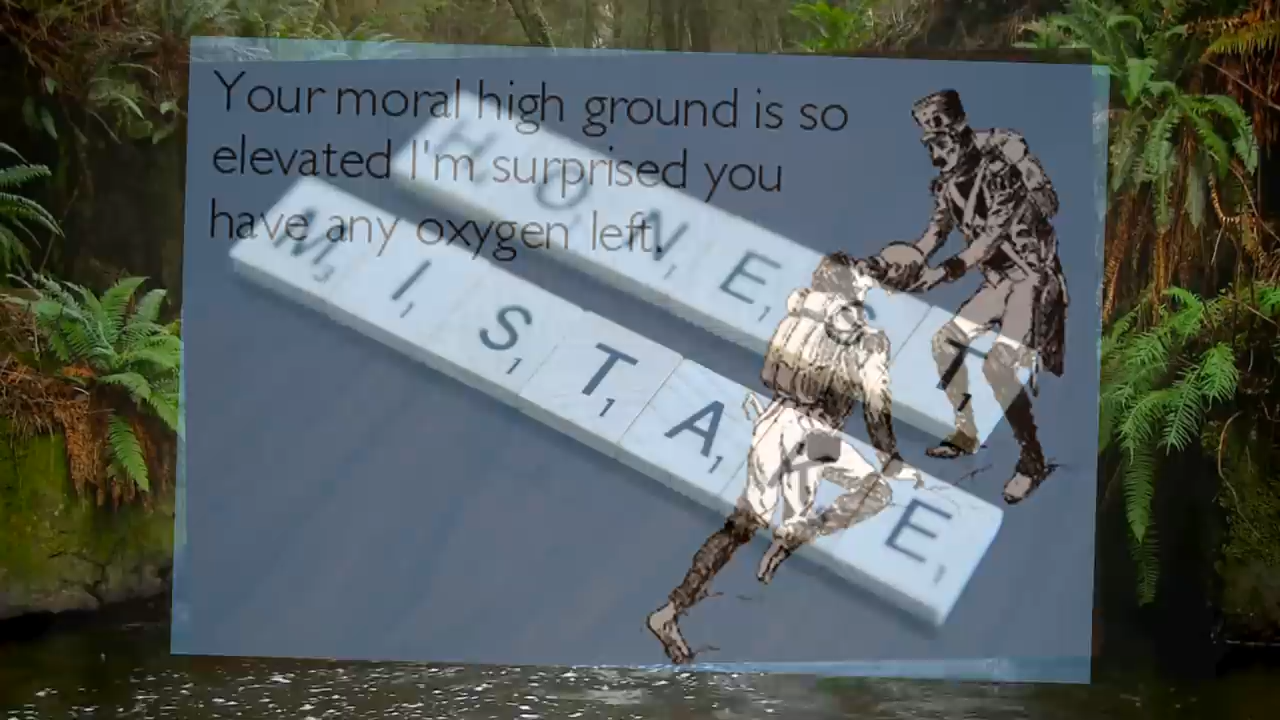 Your moral high ground is so
elevated I'm surprised you
have any oxygen left.
HONEST
MISTAKE